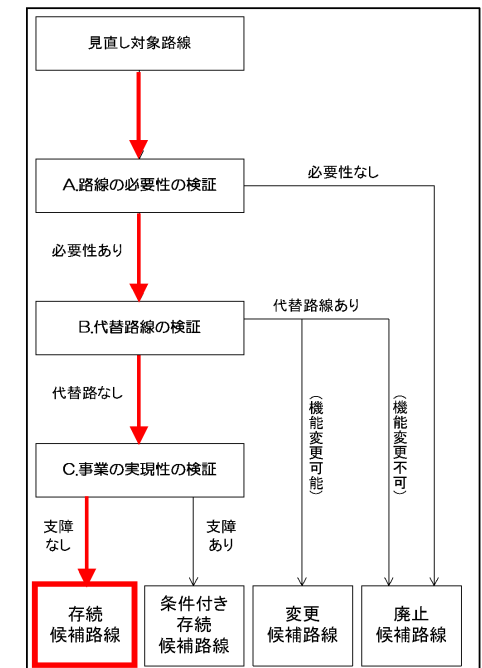 見直し対象路線
A.路線の必要性の検証
必要性なし
必要性あり
代替路線あり
B.代替路線の検証
代替路なし
（機能変更可能）
（機能変更不可）
C.事業の実現性の検証
支障
なし
支障
あり
存続
候補路線
条件付き
存続
候補路線
変更
候補路線
廃止
候補路線